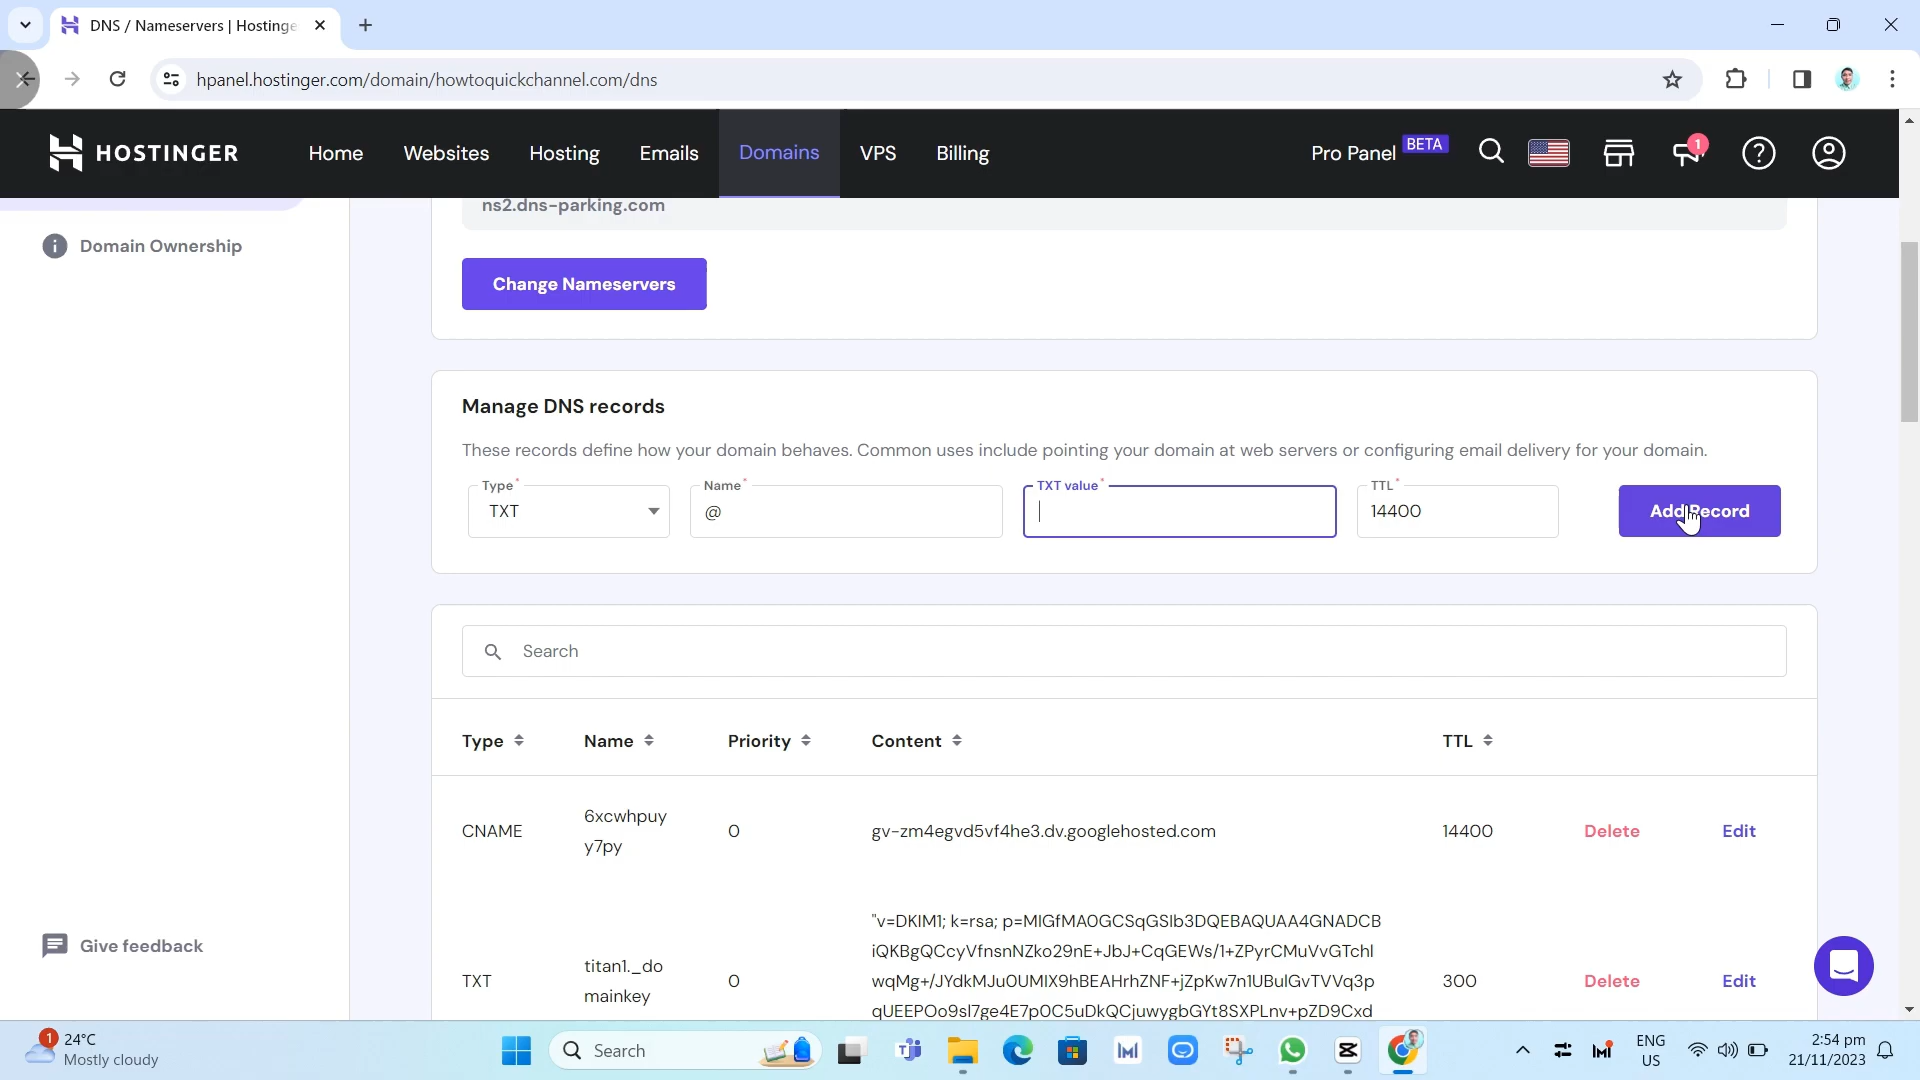 DNS / Nameservers | Hostinge
hpanel.hostinger.com/domain/howtoquickchannel.com/dns
HOSTINGER Home Websites Hosting Emails Domains VPS Billing Pro Panel BETA 1
ns2.dns-parking.com
Domain Ownership
Change Nameservers
Manage DNS records
These records define how your domain behaves. Common uses include pointing your domain at web servers or configuring email delivery for your domain.
Type* Name* TXT value* TTL*
TXT @ 14400 Add Record
Search
Type Name Priority Content TTL
CNAME 6xcwhpuy
y7py 0 gv-zm4egvd5vf4he3.dv.googlehosted.com 14400 Delete Edit
"v=DKIM1; k=rsa; p=MIGfMA0GCSqGSIb3DQEBAQUAA4GNADCB
iQKBgQCcyVfnsnNZko29nE+JbJ+CqGEWs/1+ZPyrCMuVvGTchl
wqMg+/JYdkMJu0UMIX9hBEAHrhZNF+jZpKw7n1UBulGvTVVq3p
qUEEPOo9sl7ge4E7p0C5uDkQCjuwygbGYt8SXPLnv+pZD9Cxd
TXT titan1._do
mainkey 0 300 Delete Edit
Give feedback
1 24°C
Mostly cloudy
Search
ENG
US
2:54 pm
21/11/2023